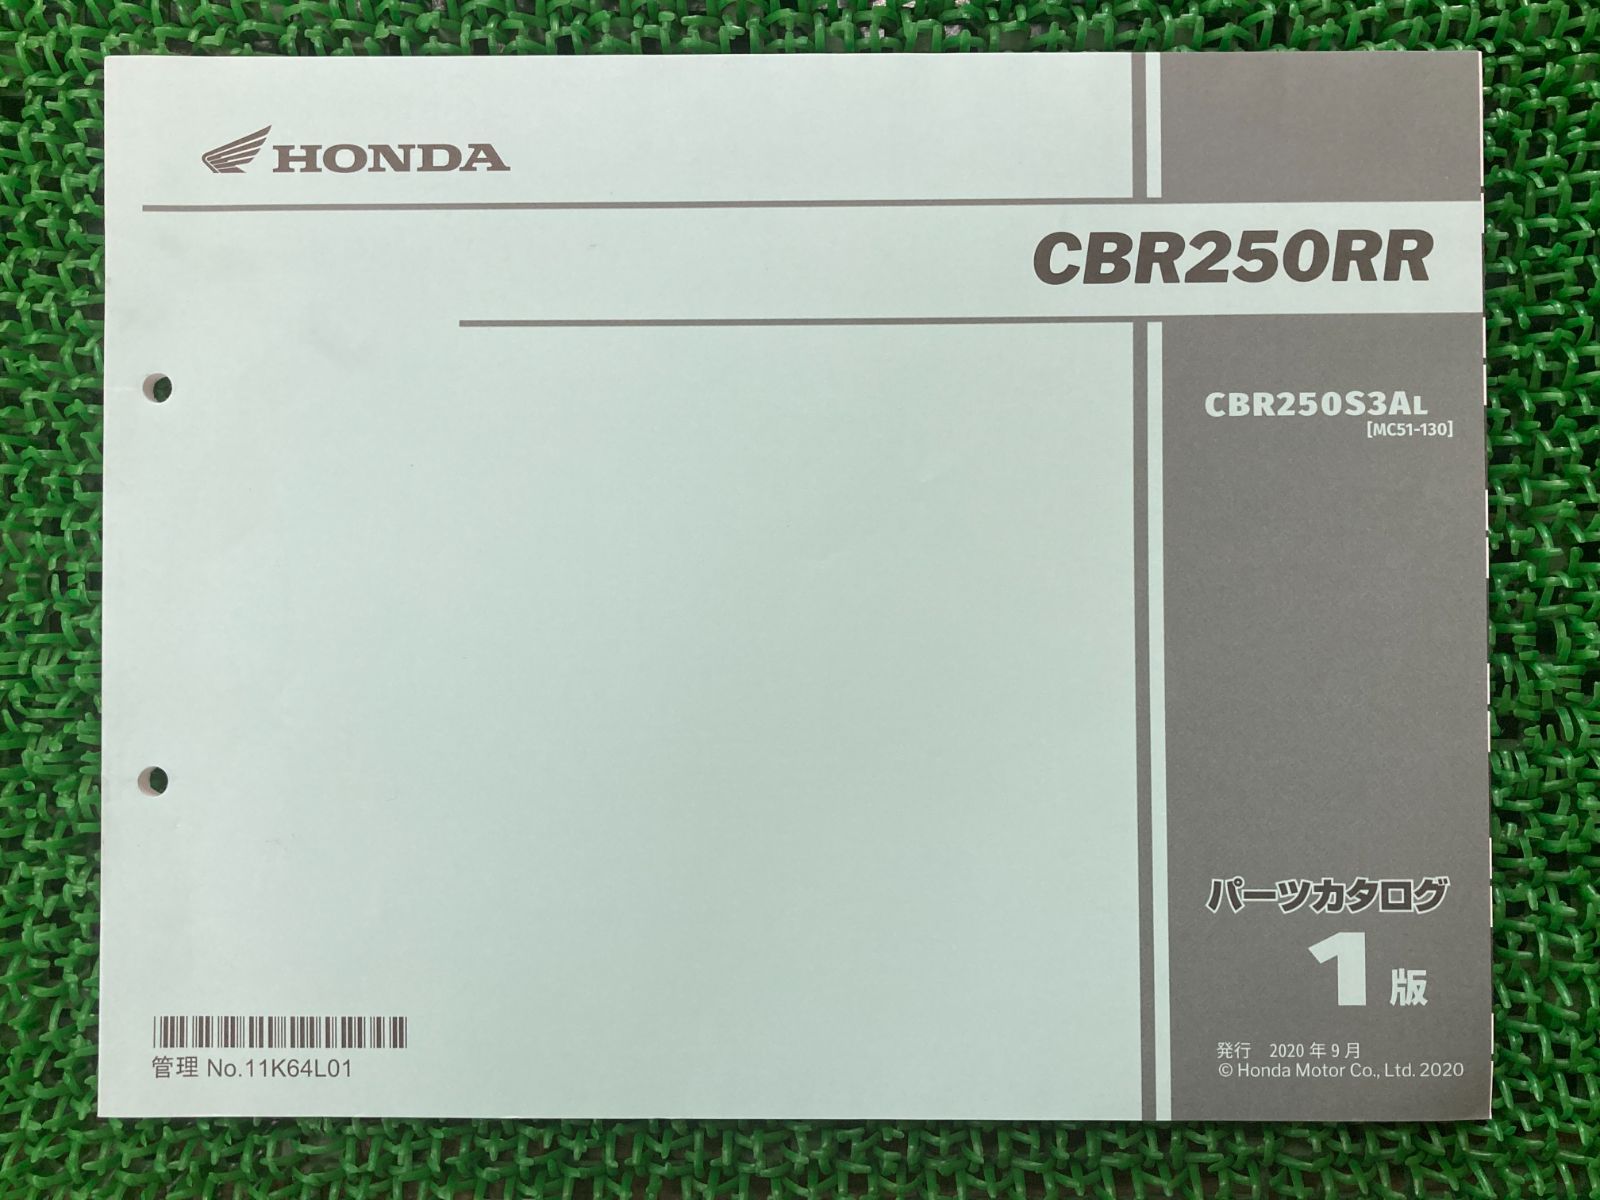 HONDA
CBR250RR
CBR250S3AL
[MC51-130]
パーツカタログ
1版
管理 No.11K64L01
発行 2020年9月
© Honda Motor Co., Ltd. 2020